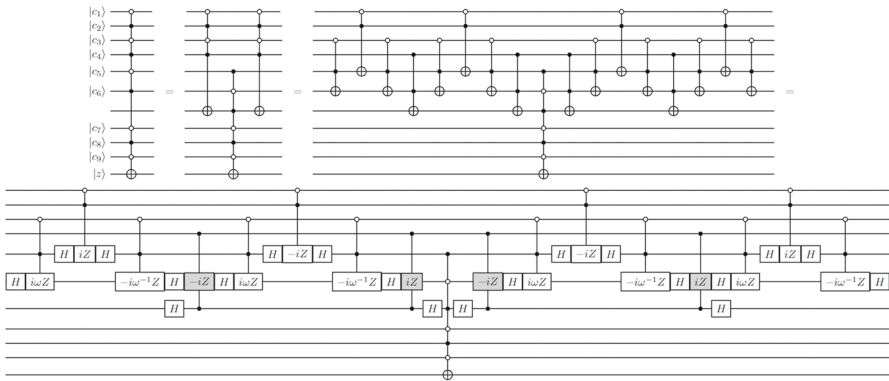 |c₁⟩
|c₂⟩
|c₃⟩
|c₄⟩
|c₅⟩
|c₆⟩ = = =
|c₇⟩
|c₈⟩
|c₉⟩
|z⟩
H iZ H H -iZ H H -iZ H H iZ H
H iωZ -iω⁻¹Z H -iZ H iωZ -iω⁻¹Z H iZ -iZ H iωZ -iω⁻¹Z H iZ H iωZ -iω⁻¹Z H
H H H H